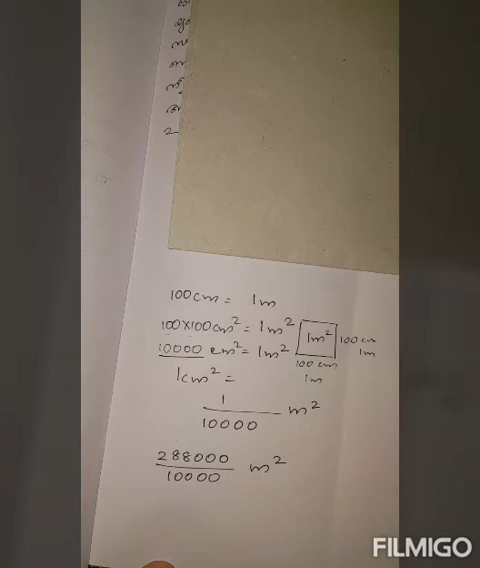 100cm = 1m
100×100cm² = 1m²
1m²
100 cm
1m
10000 cm² = 1m²
100 cm
1m
1cm² =
1
10000
m²
288000
10000
m²
FILMIGO